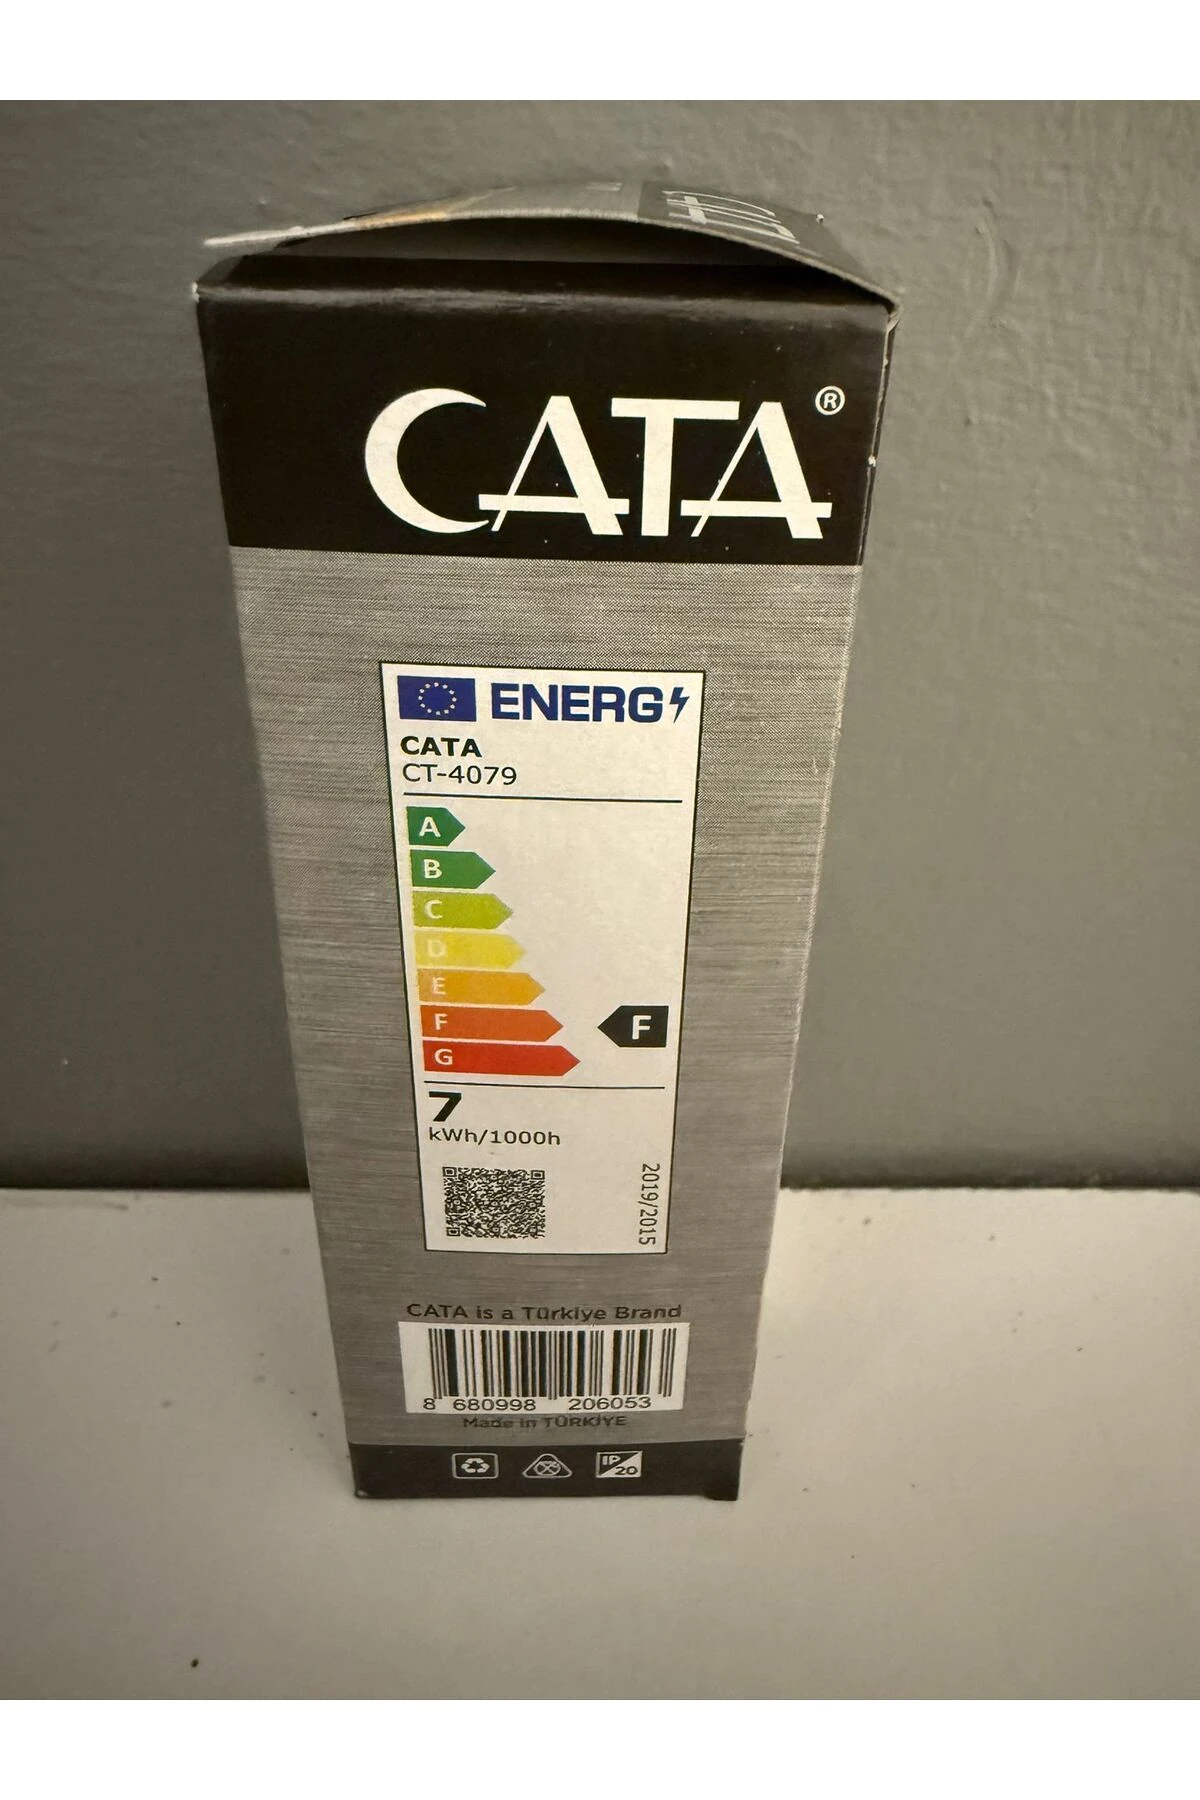 CATA®
ENERG
CATA
CT-4079
A
B
C
D
E
F
F
G
7
kWh/1000h
2019/2015
CATA is a Türkiye Brand
8 680998 206053
Made in TÜRKİYE
IP
20